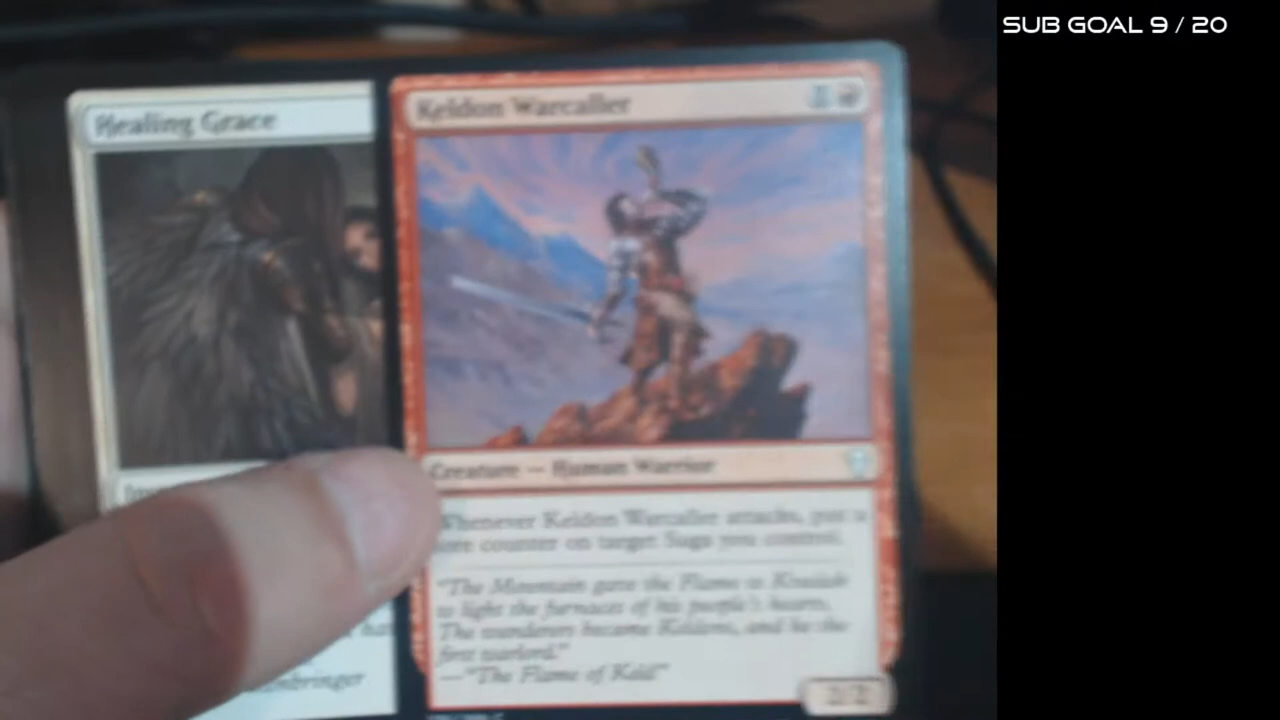 SUB GOAL 9 / 20
Healing Grace
Keldon Warcaller
Creature — Human Warrior
Whenever Keldon Warcaller attacks, put a
lore counter on target Saga you control.
"The Mountain gave the Flame to Kradak
to light the furnaces of his people's hearts.
The wanderers became Keldons, and he the
first warlord."
—"The Flame of Keld"
2/2